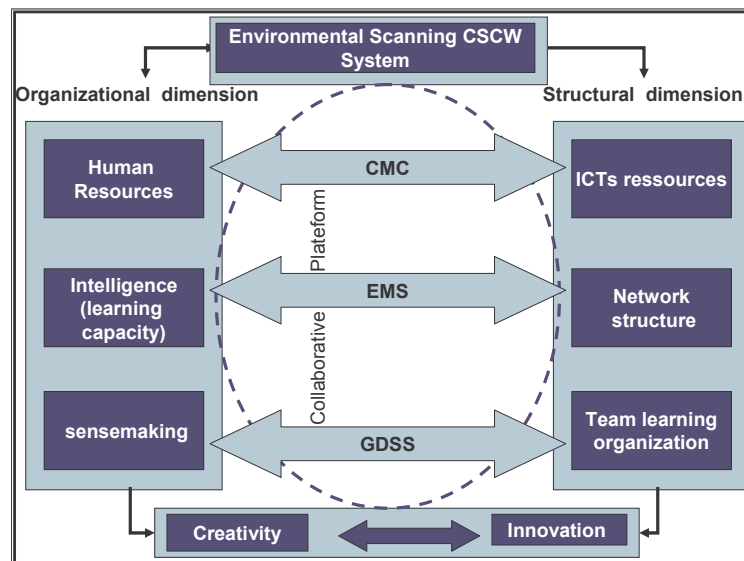 Environmental Scanning CSCW
System
Organizational dimension
Structural dimension
Human
Resources
CMC
ICTs ressources
Collaborative Plateform
Intelligence
(learning
capacity)
EMS
Network
structure
sensemaking
GDSS
Team learning
organization
Creativity
Innovation